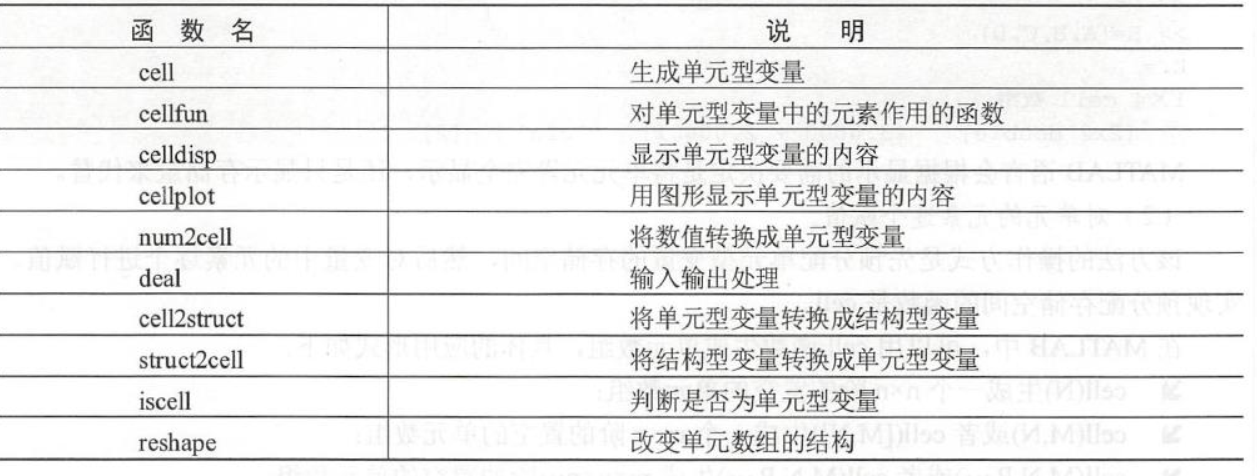 函 数 名 说 明
cell 生成单元型变量
cellfun 对单元型变量中的元素作用的函数
celldisp 显示单元型变量的内容
cellplot 用图形显示单元型变量的内容
num2cell 将数值转换成单元型变量
deal 输入输出处理
cell2struct 将单元型变量转换成结构型变量
struct2cell 将结构型变量转换成单元型变量
iscell 判断是否为单元型变量
reshape 改变单元数组的结构